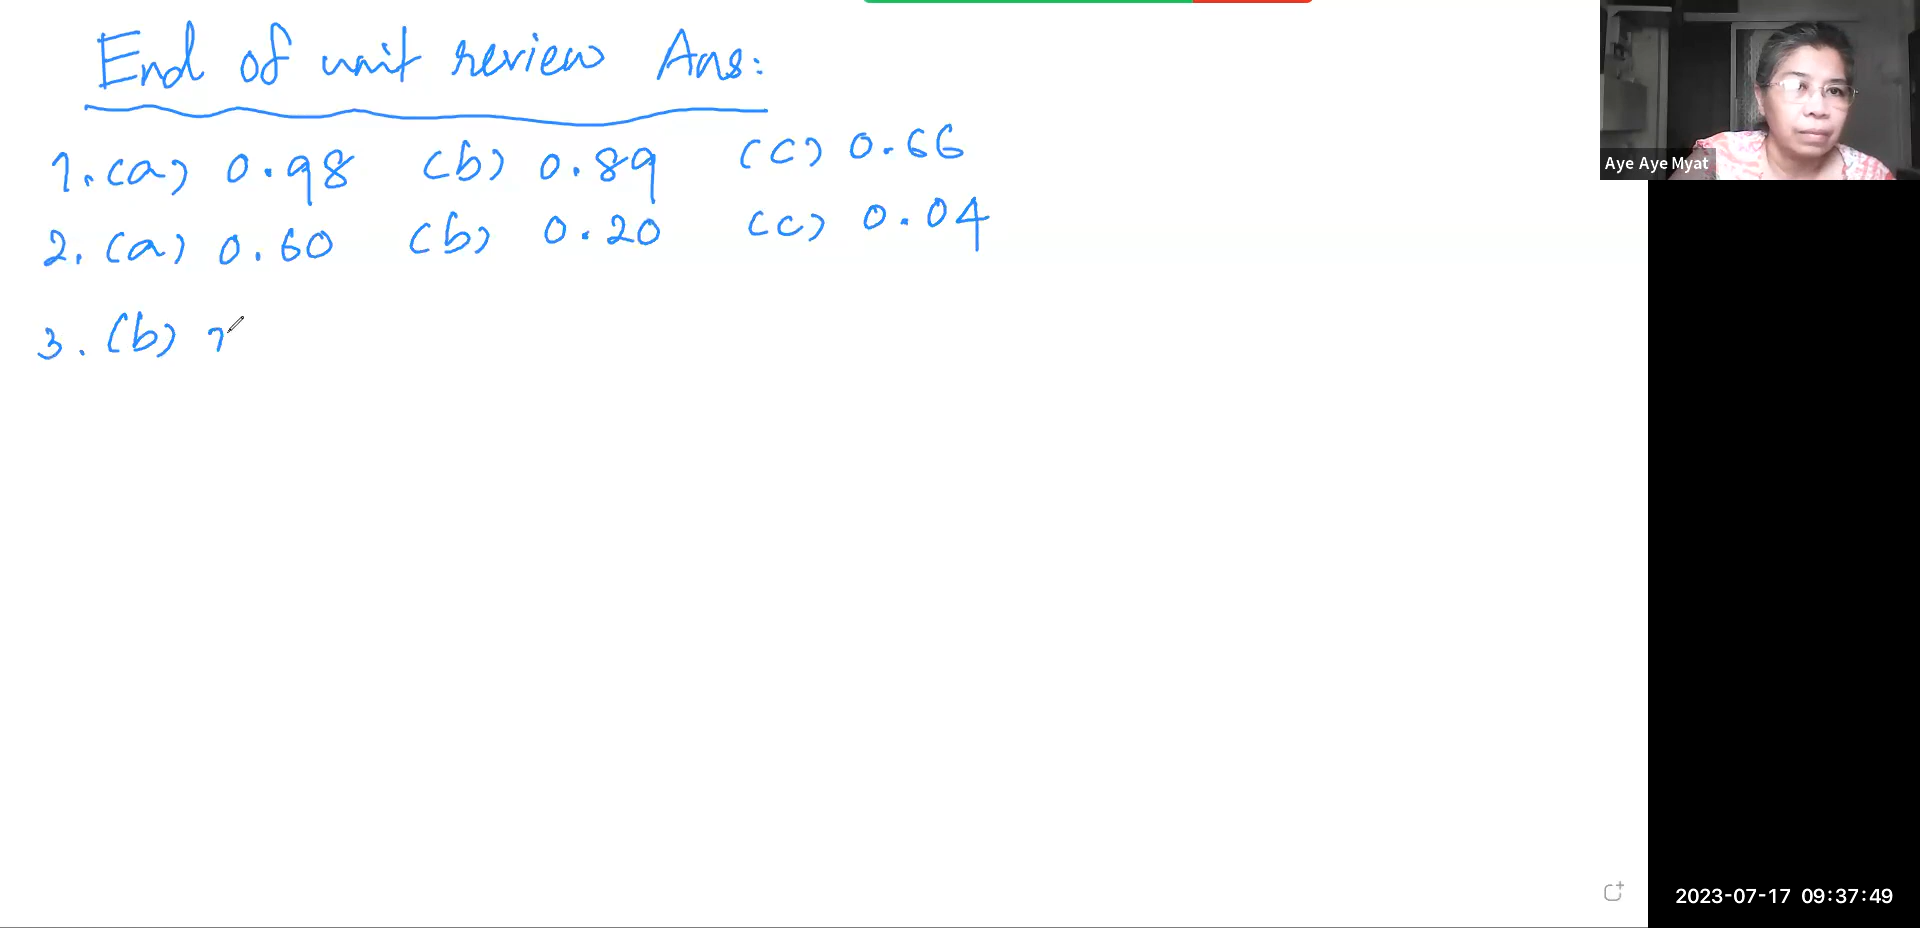 End of unit review Ans:
1. (a) 0.98 (b) 0.89 (c) 0.66
2. (a) 0.60 (b) 0.20 (c) 0.04
3. (b)
Aye Aye Myat
2023-07-17 09:37:49